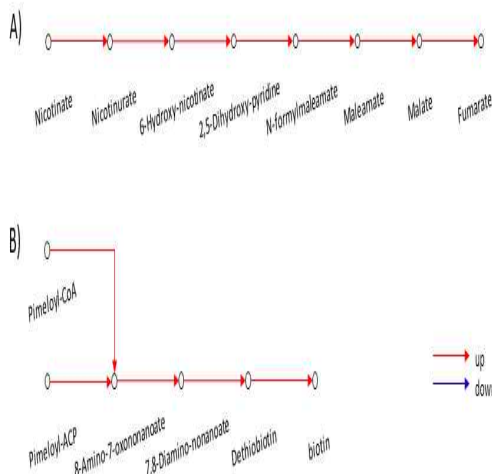 A)
Nicotinate
Nicotinurate
6-Hydroxy-nicotinate
2,5-Dihydroxy-pyridine
N-formylmaleamate
Maleamate
Malate
Fumarate
B)
Pimeloyl-CoA
Pimeloyl-ACP
8-Amino-7-oxononanoate
7,8-Diamino-nonanoate
Dethiobiotin
biotin
up
down